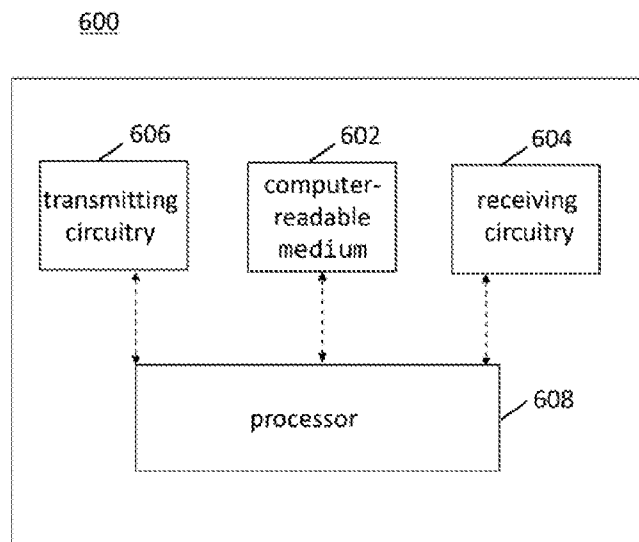 600
606
602
604
transmitting
circuitry
computer-
readable
medium
receiving
circuitry
processor
608